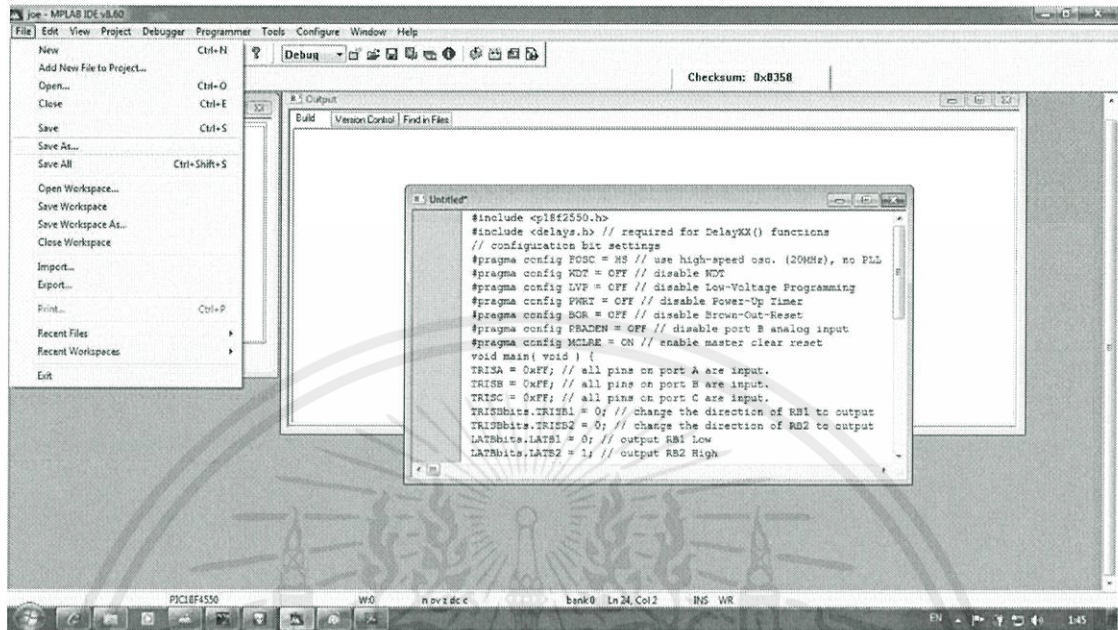 joe - MPLAB IDE v8.60
File Edit View Project Debugger Programmer Tools Configure Window Help
Debug
Checksum: 0x8358
New Ctrl+N
Add New File to Project...
Open... Ctrl+O
Close Ctrl+E
Save Ctrl+S
Save As...
Save All Ctrl+Shift+S
Open Workspace...
Save Workspace
Save Workspace As...
Close Workspace
Import...
Export...
Print... Ctrl+P
Recent Files
Recent Workspaces
Exit
Output
Build Version Control Find in Files
Untitled*
#include <p18f2550.h>
#include <delays.h> // required for DelayXX() functions
// configuration bit settings
#pragma config FOSC = HS // use high-speed osc. (20MHz), no PLL
#pragma config WDT = OFF // disable WDT
#pragma config LVP = OFF // disable Low-Voltage Programming
#pragma config PWRT = OFF // disable Power-Up Timer
#pragma config BOR = OFF // disable Brown-Out-Reset
#pragma config PBADEN = OFF // disable port B analog input
#pragma config MCLRE = ON // enable master clear reset
void main( void ) {
TRISA = 0xFF; // all pins on port A are input.
TRISB = 0xFF; // all pins on port B are input.
TRISC = 0xFF; // all pins on port C are input.
TRISBbits.TRISB1 = 0; // change the direction of RB1 to output
TRISBbits.TRISB2 = 0; // change the direction of RB2 to output
LATBbits.LATB1 = 0; // output RB1 Low
LATBbits.LATB2 = 1; // output RB2 High
PIC18F4550 W:0 n ov z dc c bank 0 Ln 24, Col 2 INS WR
EN 1:45